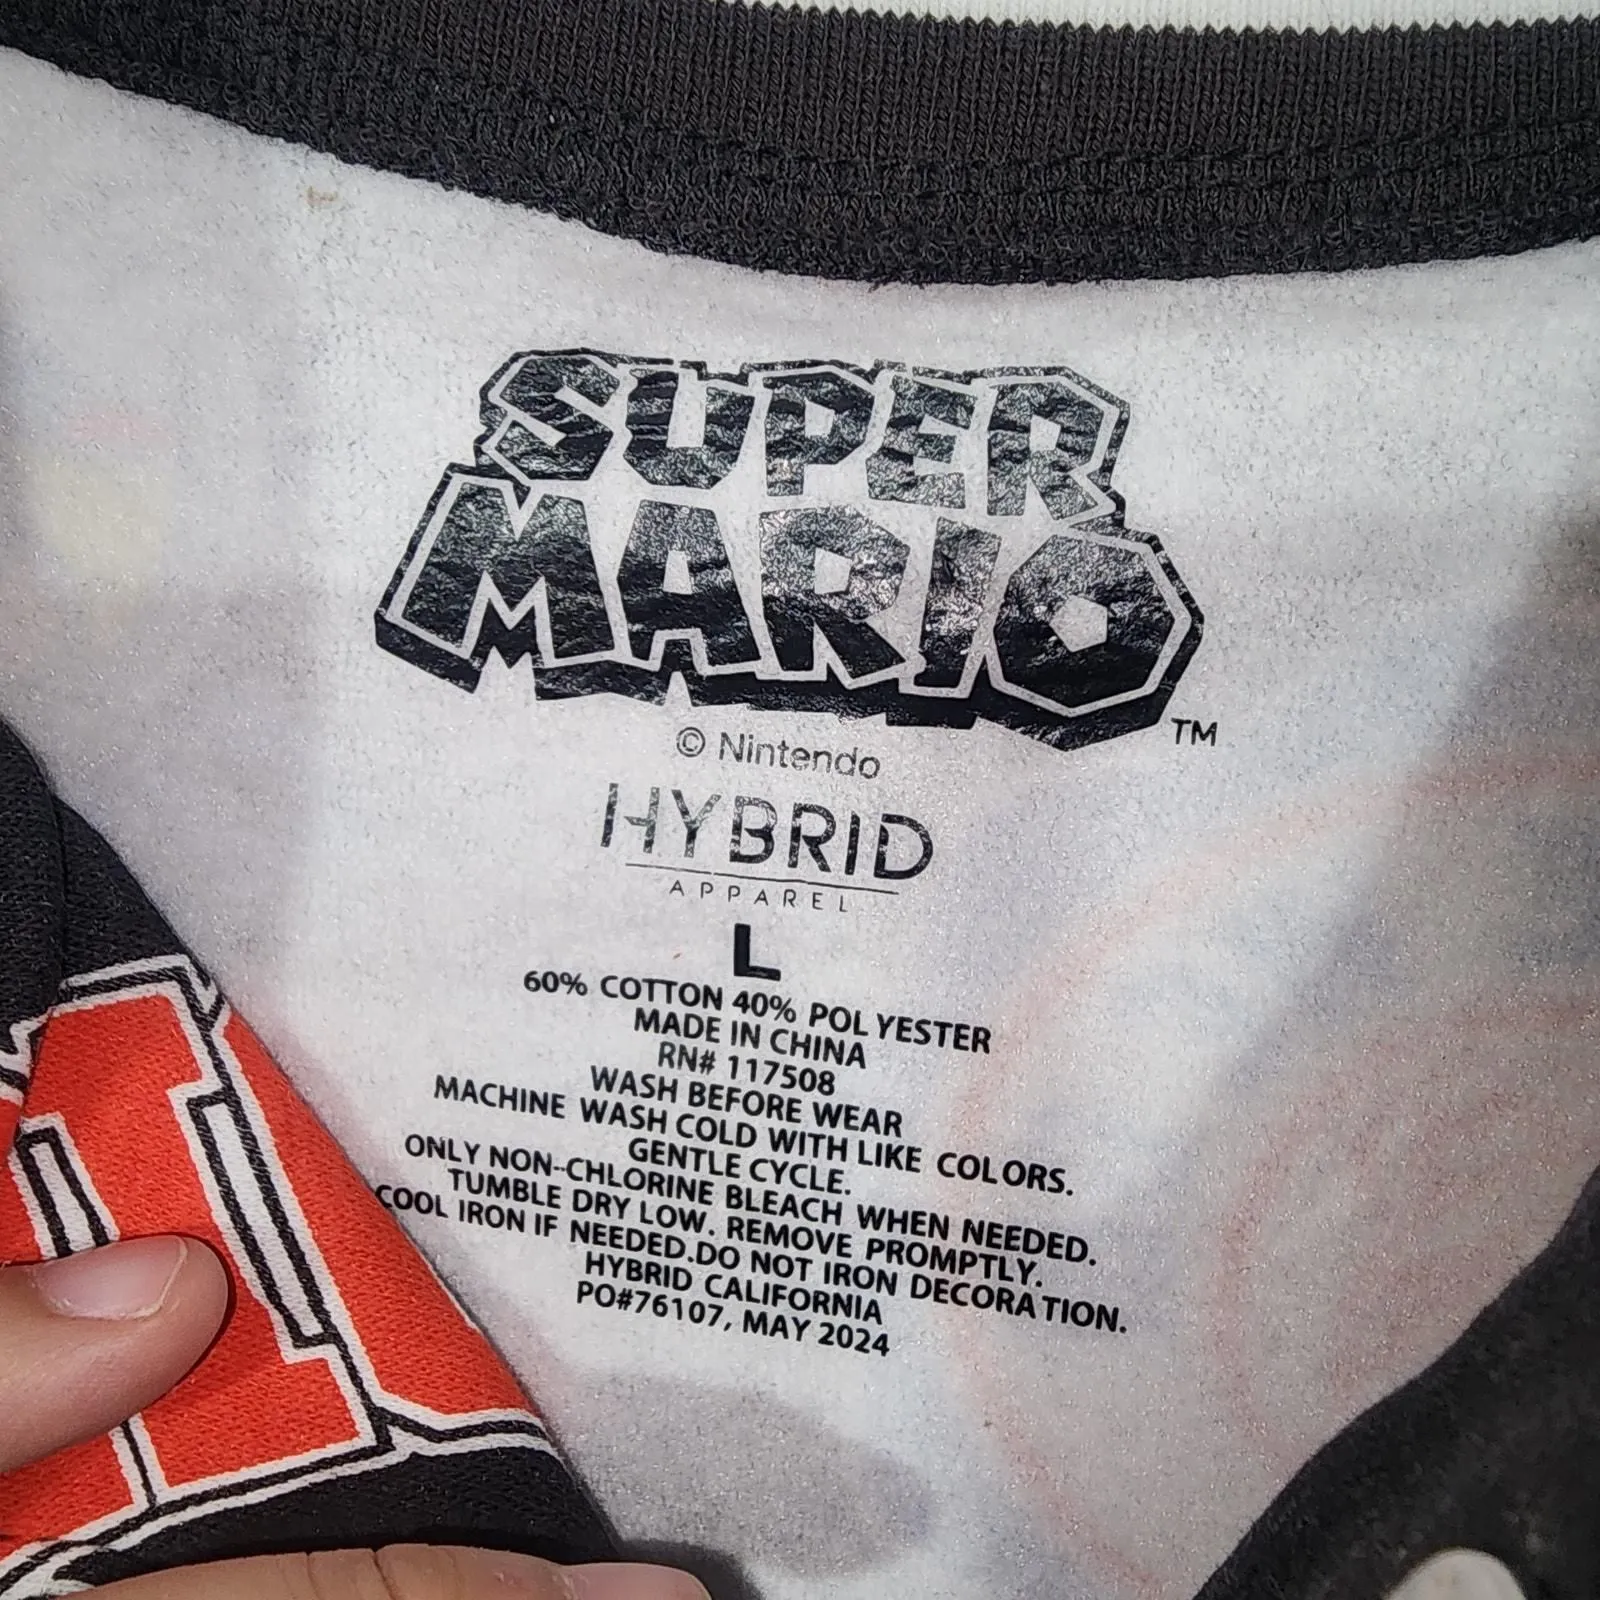 SUPER
MARIO
TM
© Nintendo
HYBRID
APPAREL
L
60% COTTON 40% POLYESTER
MADE IN CHINA
RN# 117508
WASH BEFORE WEAR
MACHINE WASH COLD WITH LIKE COLORS.
GENTLE CYCLE.
ONLY NON-CHLORINE BLEACH WHEN NEEDED.
TUMBLE DRY LOW. REMOVE PROMPTLY.
COOL IRON IF NEEDED.DO NOT IRON DECORATION.
HYBRID CALIFORNIA
PO#76107, MAY 2024